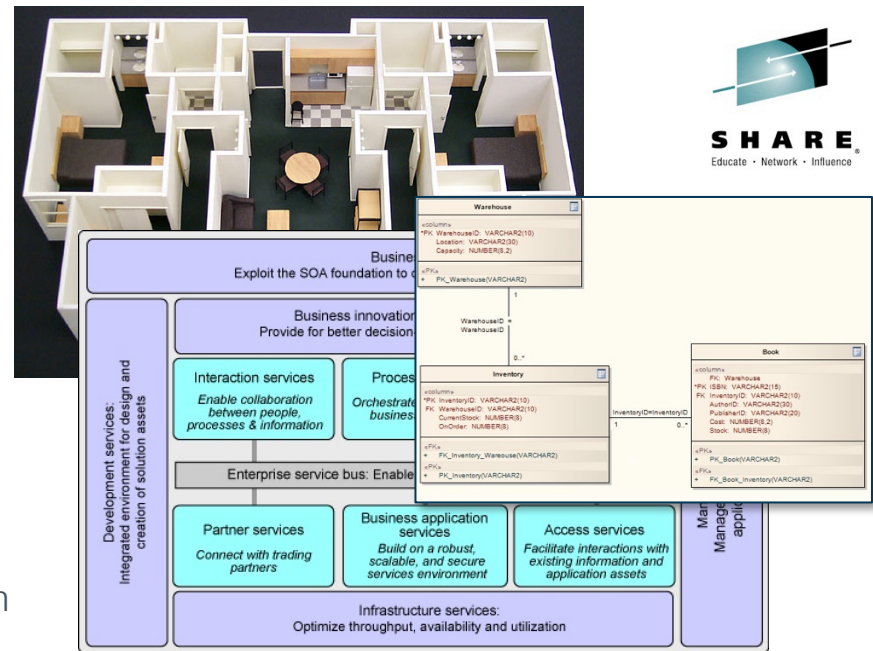 SHARE®
Educate · Network · Influence
Warehouse
«column»
*PK WarehouseID: VARCHAR2(10)
Location: VARCHAR2(30)
Capacity: NUMBER(8,2)
«PK»
+ PK_Warehouse(VARCHAR2)
1
WarehouseID =
WarehouseID
0..*
Inventory
«column»
*PK InventoryID: VARCHAR2(10)
FK WarehouseID: VARCHAR2(10)
CurrentStock: NUMBER(8)
OnOrder: NUMBER(8)
«FK»
+ FK_Inventory_Warehouse(VARCHAR2)
«PK»
+ PK_Inventory(VARCHAR2)
InventoryID=InventoryID
1 0..*
Book
«column»
FK: Warehouse
*PK ISBN: VARCHAR2(15)
FK InventoryID: VARCHAR2(10)
AuthorID: VARCHAR2(30)
PublisherID: VARCHAR2(20)
Cost: NUMBER(8,2)
Stock: NUMBER(8)
«PK»
+ PK_Book(VARCHAR2)
«FK»
+ FK_Book_Inventory(VARCHAR2)
Exploit the SOA foundation to
Business innovation
Provide for better decision-
Development services:
Integrated environment for design and
creation of solution assets
Interaction services
Enable collaboration
between people,
processes & information
Orchestrate
Enterprise service bus: Enable
Partner services
Connect with trading
partners
Business application
services
Build on a robust,
scalable, and secure
services environment
Access services
Facilitate interactions with
existing information and
application assets
Infrastructure services:
Optimize throughput, availability and utilization